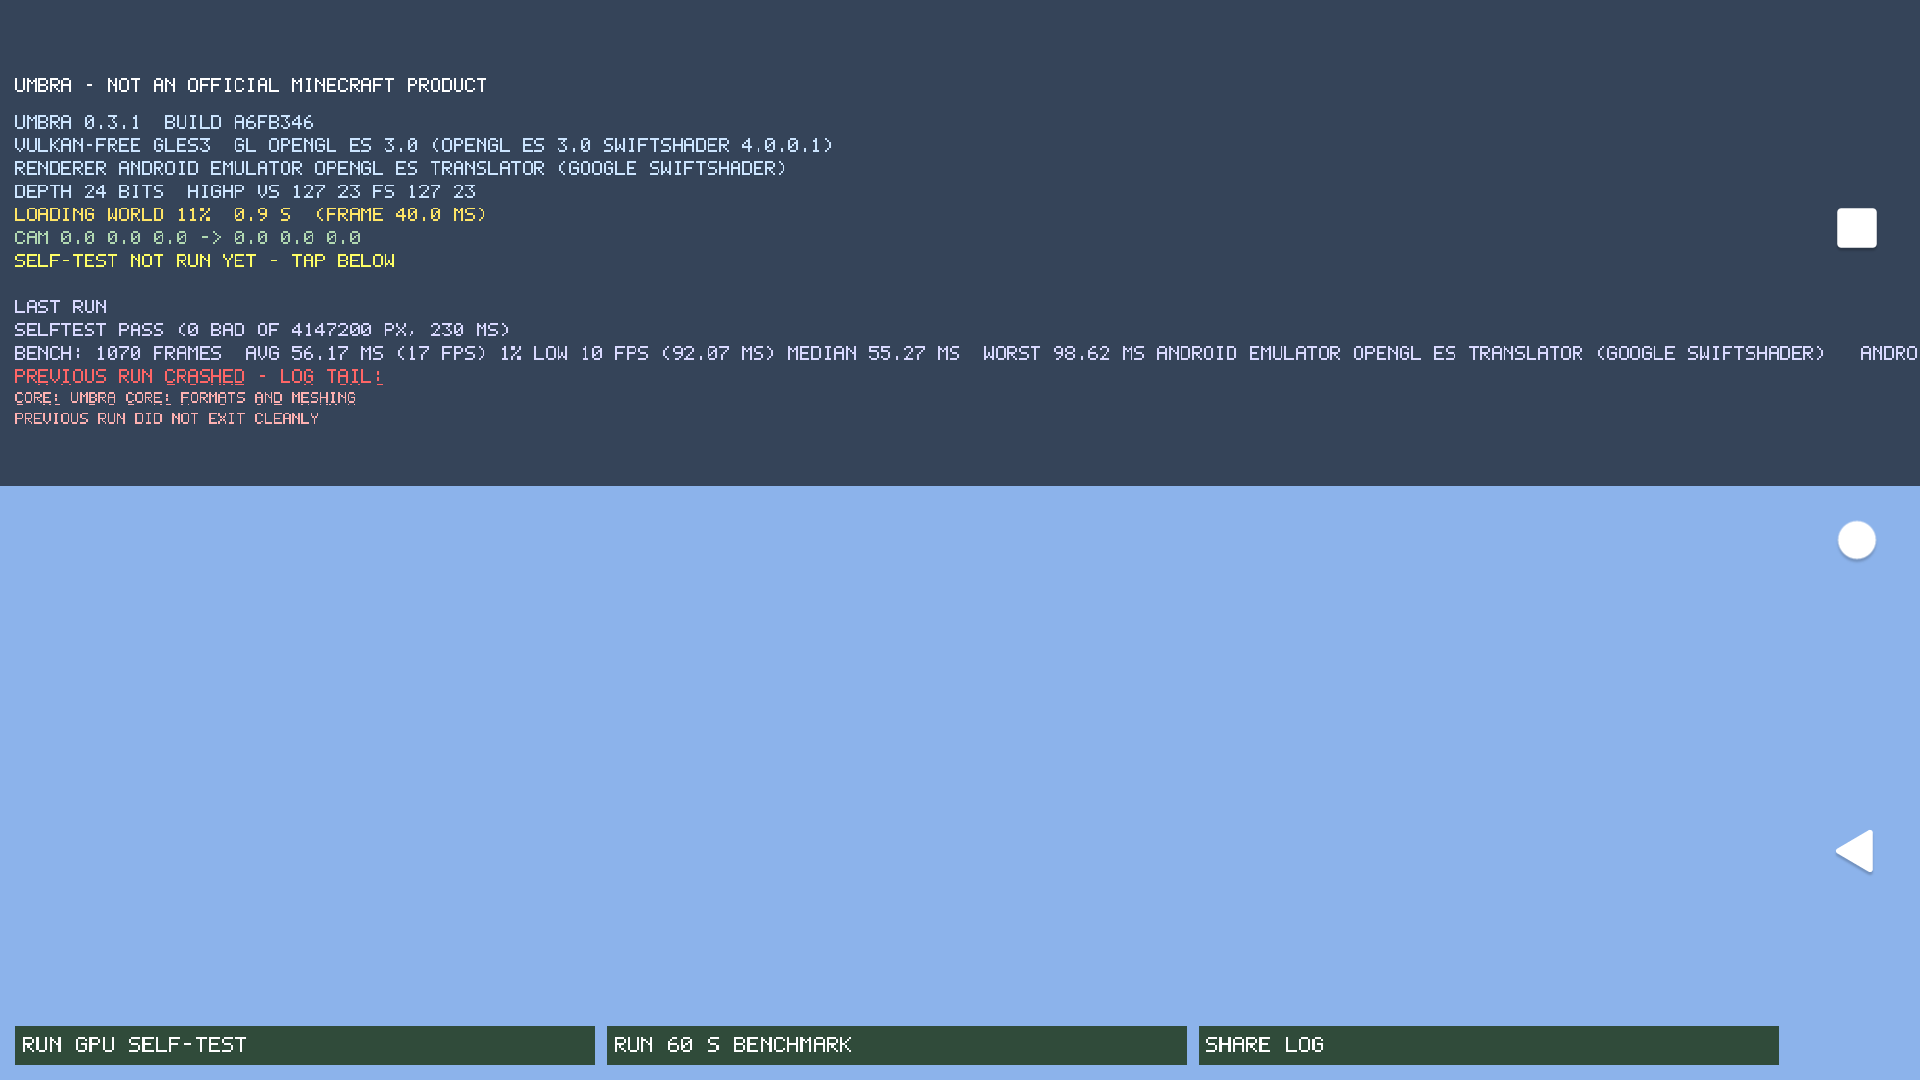 UMBRA - NOT AN OFFICIAL MINECRAFT PRODUCT
UMBRA 0.3.1 BUILD A6FB346
VULKAN-FREE GLES3 GL OPENGL ES 3.0 (OPENGL ES 3.0 SWIFTSHADER 4.0.0.1)
RENDERER ANDROID EMULATOR OPENGL ES TRANSLATOR (GOOGLE SWIFTSHADER)
DEPTH 24 BITS HIGHP VS 127 23 FS 127 23
LOADING WORLD 11% 0.9 S (FRAME 40.0 MS)
CAM 0.0 0.0 0.0 -> 0.0 0.0 0.0
SELF-TEST NOT RUN YET - TAP BELOW
LAST RUN
SELFTEST PASS (0 BAD OF 4147200 PX, 230 MS)
BENCH: 1070 FRAMES AVG 56.17 MS (17 FPS) 1% LOW 10 FPS (92.07 MS) MEDIAN 55.27 MS WORST 98.62 MS ANDROID EMULATOR OPENGL ES TRANSLATOR (GOOGLE SWIFTSHADER) ANDRO
PREVIOUS RUN CRASHED - LOG TAIL:
CORE: UMBRA CORE: FORMATS AND MESHING
PREVIOUS RUN DID NOT EXIT CLEANLY
RUN GPU SELF-TEST
RUN 60 S BENCHMARK
SHARE LOG